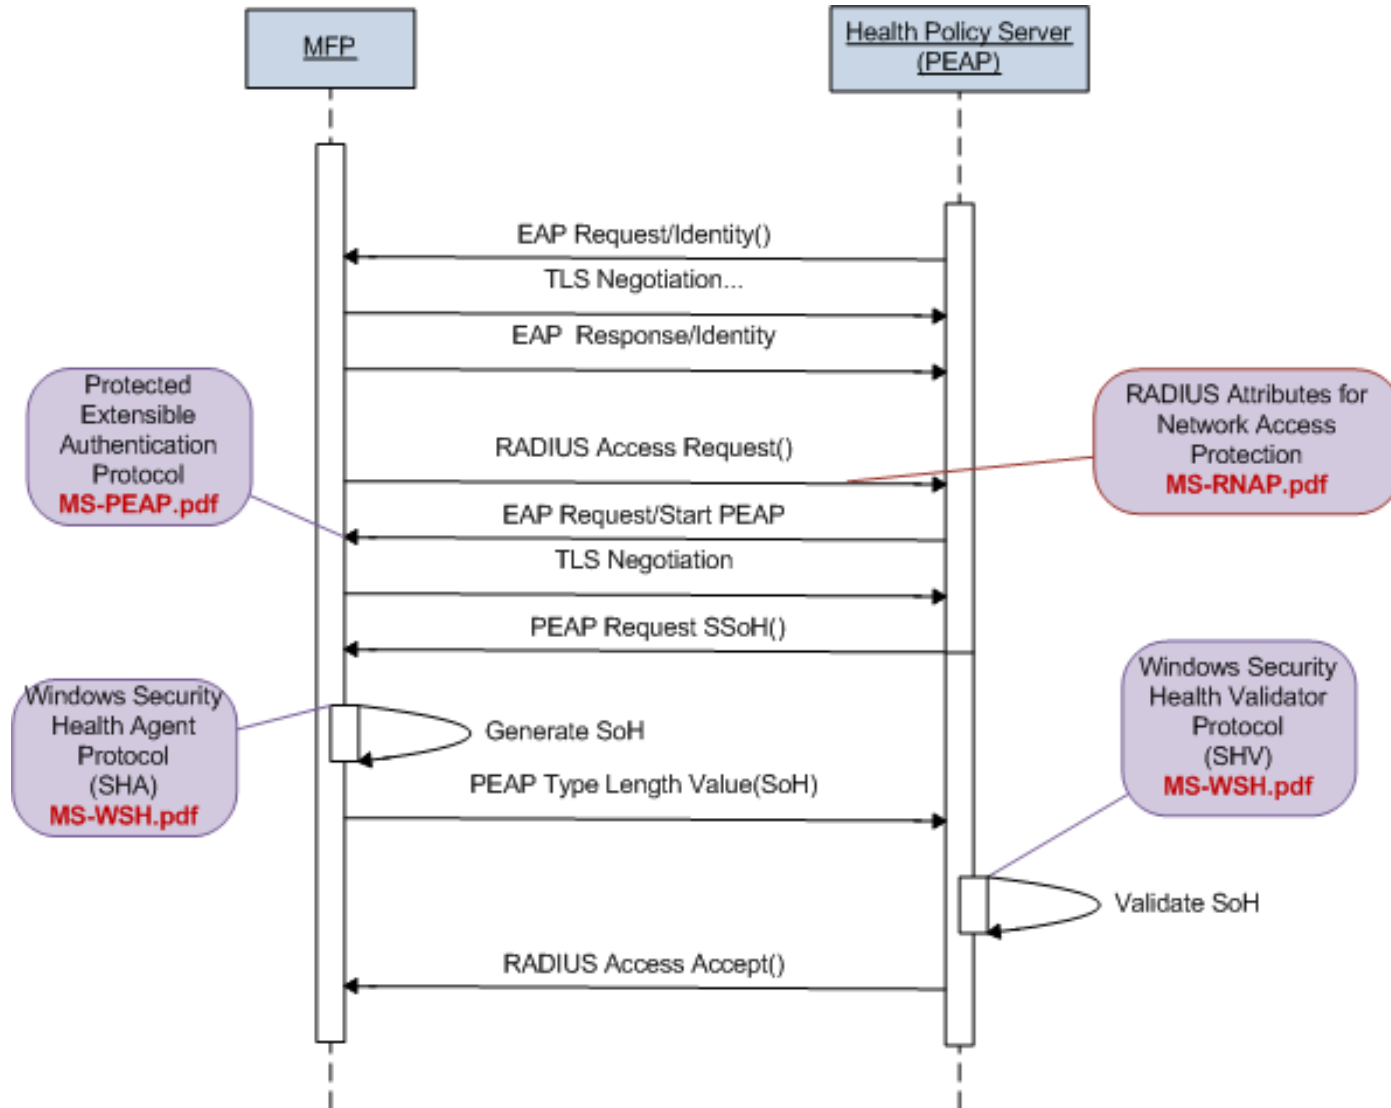 MFP
Health Policy Server
(PEAP)
EAP Request/Identity()
TLS Negotiation...
EAP Response/Identity
Protected
Extensible
Authentication
Protocol
MS-PEAP.pdf
RADIUS Attributes for
Network Access
Protection
MS-RNAP.pdf
RADIUS Access Request()
EAP Request/Start PEAP
TLS Negotiation
PEAP Request SSoH()
Windows Security
Health Agent
Protocol
(SHA)
MS-WSH.pdf
Generate SoH
Windows Security
Health Validator
Protocol
(SHV)
MS-WSH.pdf
PEAP Type Length Value(SoH)
Validate SoH
RADIUS Access Accept()